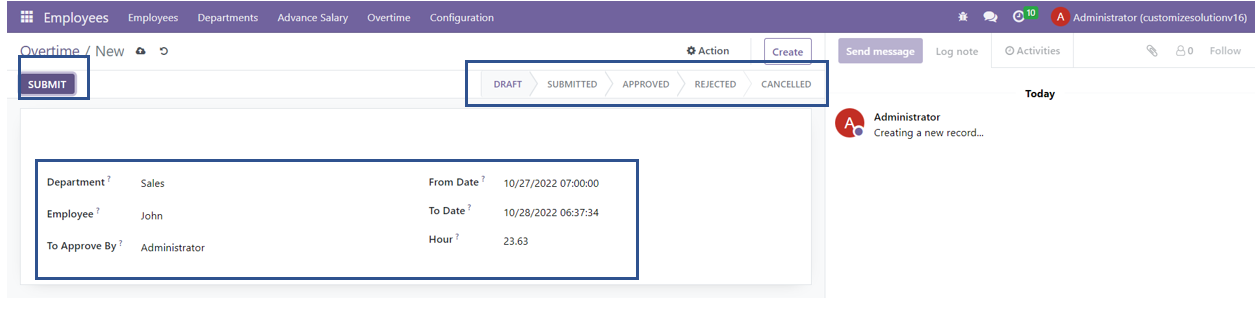 Employees Employees Departments Advance Salary Overtime Configuration 10 A Administrator (customizesolutionv16)
Overtime / New Action Create Send message Log note Activities 0 Follow
SUBMIT DRAFT SUBMITTED APPROVED REJECTED CANCELLED
Today
A Administrator
Creating a new record...
Department ? Sales From Date ? 10/27/2022 07:00:00
Employee ? John To Date ? 10/28/2022 06:37:34
To Approve By ? Administrator Hour ? 23.63